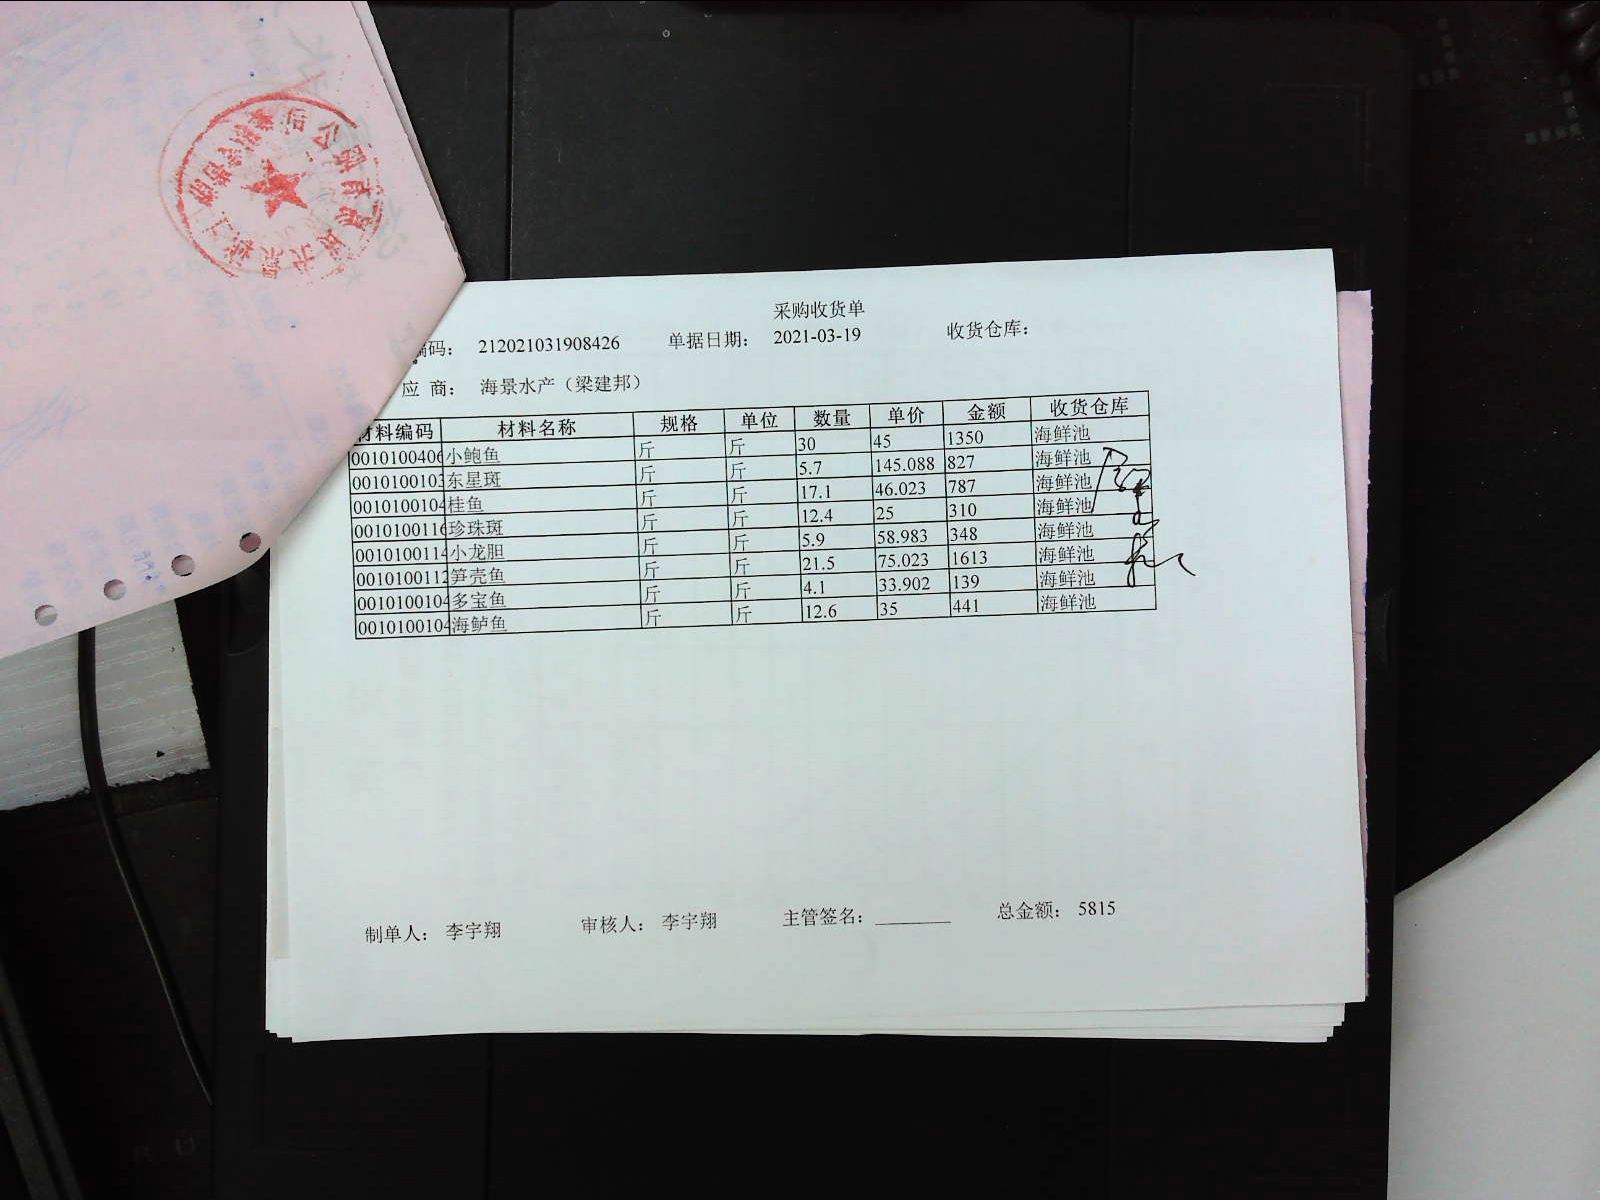 采购收货单
编码： 212021031908426 单据日期： 2021-03-19 收货仓库：
应 商： 海景水产（梁建邦）
材料编码 材料名称 规格 单位 数量 单价 金额 收货仓库
0010100406 小鲍鱼 斤 斤 30 45 1350 海鲜池
0010100103 东星斑 斤 斤 5.7 145.088 827 海鲜池
0010100104 桂鱼 斤 斤 17.1 46.023 787 海鲜池
0010100116 珍珠斑 斤 斤 12.4 25 310 海鲜池
0010100114 小龙胆 斤 斤 5.9 58.983 348 海鲜池
0010100112 笋壳鱼 斤 斤 21.5 75.023 1613 海鲜池
0010100104 多宝鱼 斤 斤 4.1 33.902 139 海鲜池
0010100104 海鲈鱼 斤 斤 12.6 35 441 海鲜池
制单人： 李宇翔 审核人： 李宇翔 主管签名： 总金额： 5815